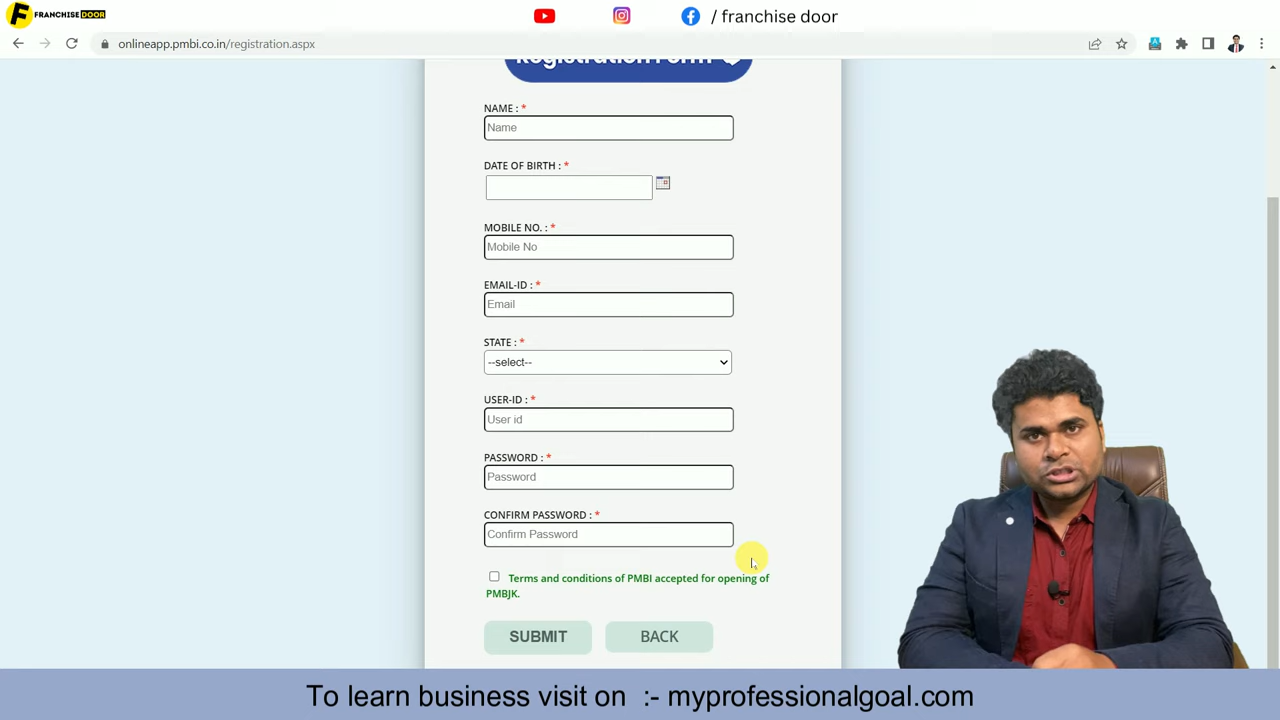 FRANCHISE DOOR
/ franchise door
onlineapp.pmbi.co.in/registration.aspx
Registration Form
NAME : *
Name
DATE OF BIRTH : *
MOBILE NO. : *
Mobile No
EMAIL-ID : *
Email
STATE : *
--select--
USER-ID : *
User id
PASSWORD : *
Password
CONFIRM PASSWORD : *
Confirm Password
Terms and conditions of PMBI accepted for opening of
PMBJK.
SUBMIT BACK
To learn business visit on :- myprofessionalgoal.com